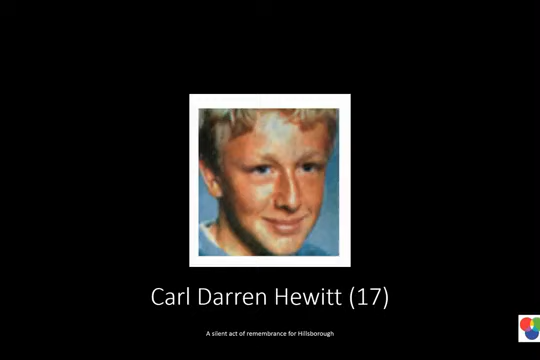 Carl Darren Hewitt (17)
A silent act of remembrance for Hillsborough